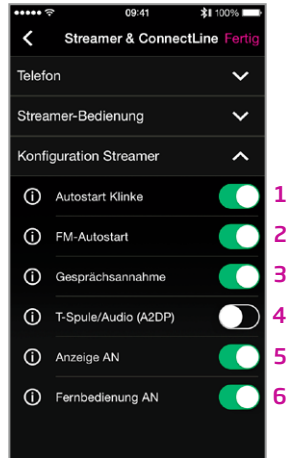 09:41 100%
Streamer & ConnectLine Fertig
Telefon
Streamer-Bedienung
Konfiguration Streamer
Autostart Klinke 1
FM-Autostart 2
Gesprächsannahme 3
T-Spule/Audio (A2DP) 4
Anzeige AN 5
Fernbedienung AN 6